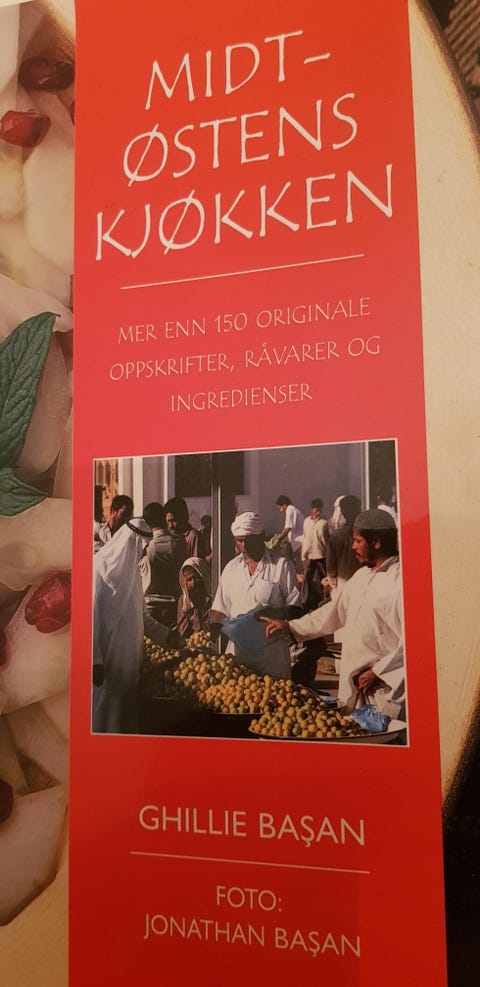 MIDT-
ØSTENS
KJØKKEN
MER ENN 150 ORIGINALE
OPPSKRIFTER, RÅVARER OG
INGREDIENSER
GHILLIE BAŞAN
FOTO:
JONATHAN BAŞAN